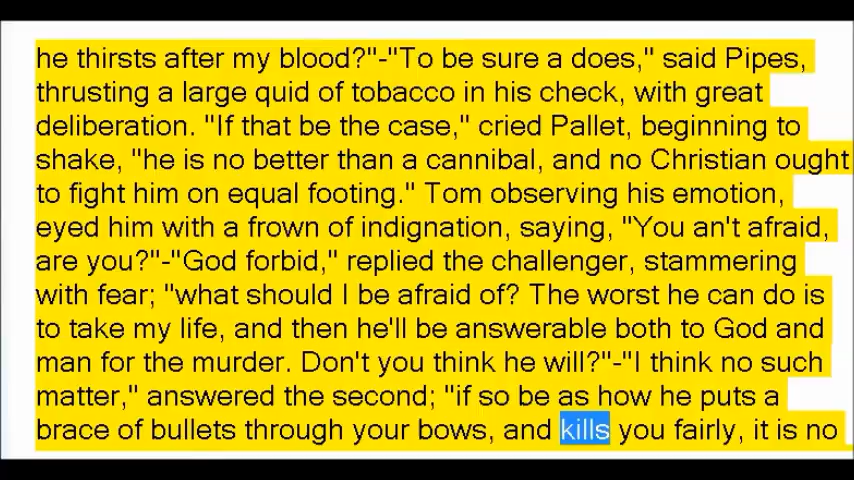 he thirsts after my blood?"-"To be sure a does," said Pipes,
thrusting a large quid of tobacco in his check, with great
deliberation. "If that be the case," cried Pallet, beginning to
shake, "he is no better than a cannibal, and no Christian ought
to fight him on equal footing." Tom observing his emotion,
eyed him with a frown of indignation, saying, "You an't afraid,
are you?"-"God forbid," replied the challenger, stammering
with fear; "what should I be afraid of? The worst he can do is
to take my life, and then he'll be answerable both to God and
man for the murder. Don't you think he will?"-"I think no such
matter," answered the second; "if so be as how he puts a
brace of bullets through your bows, and kills you fairly, it is no